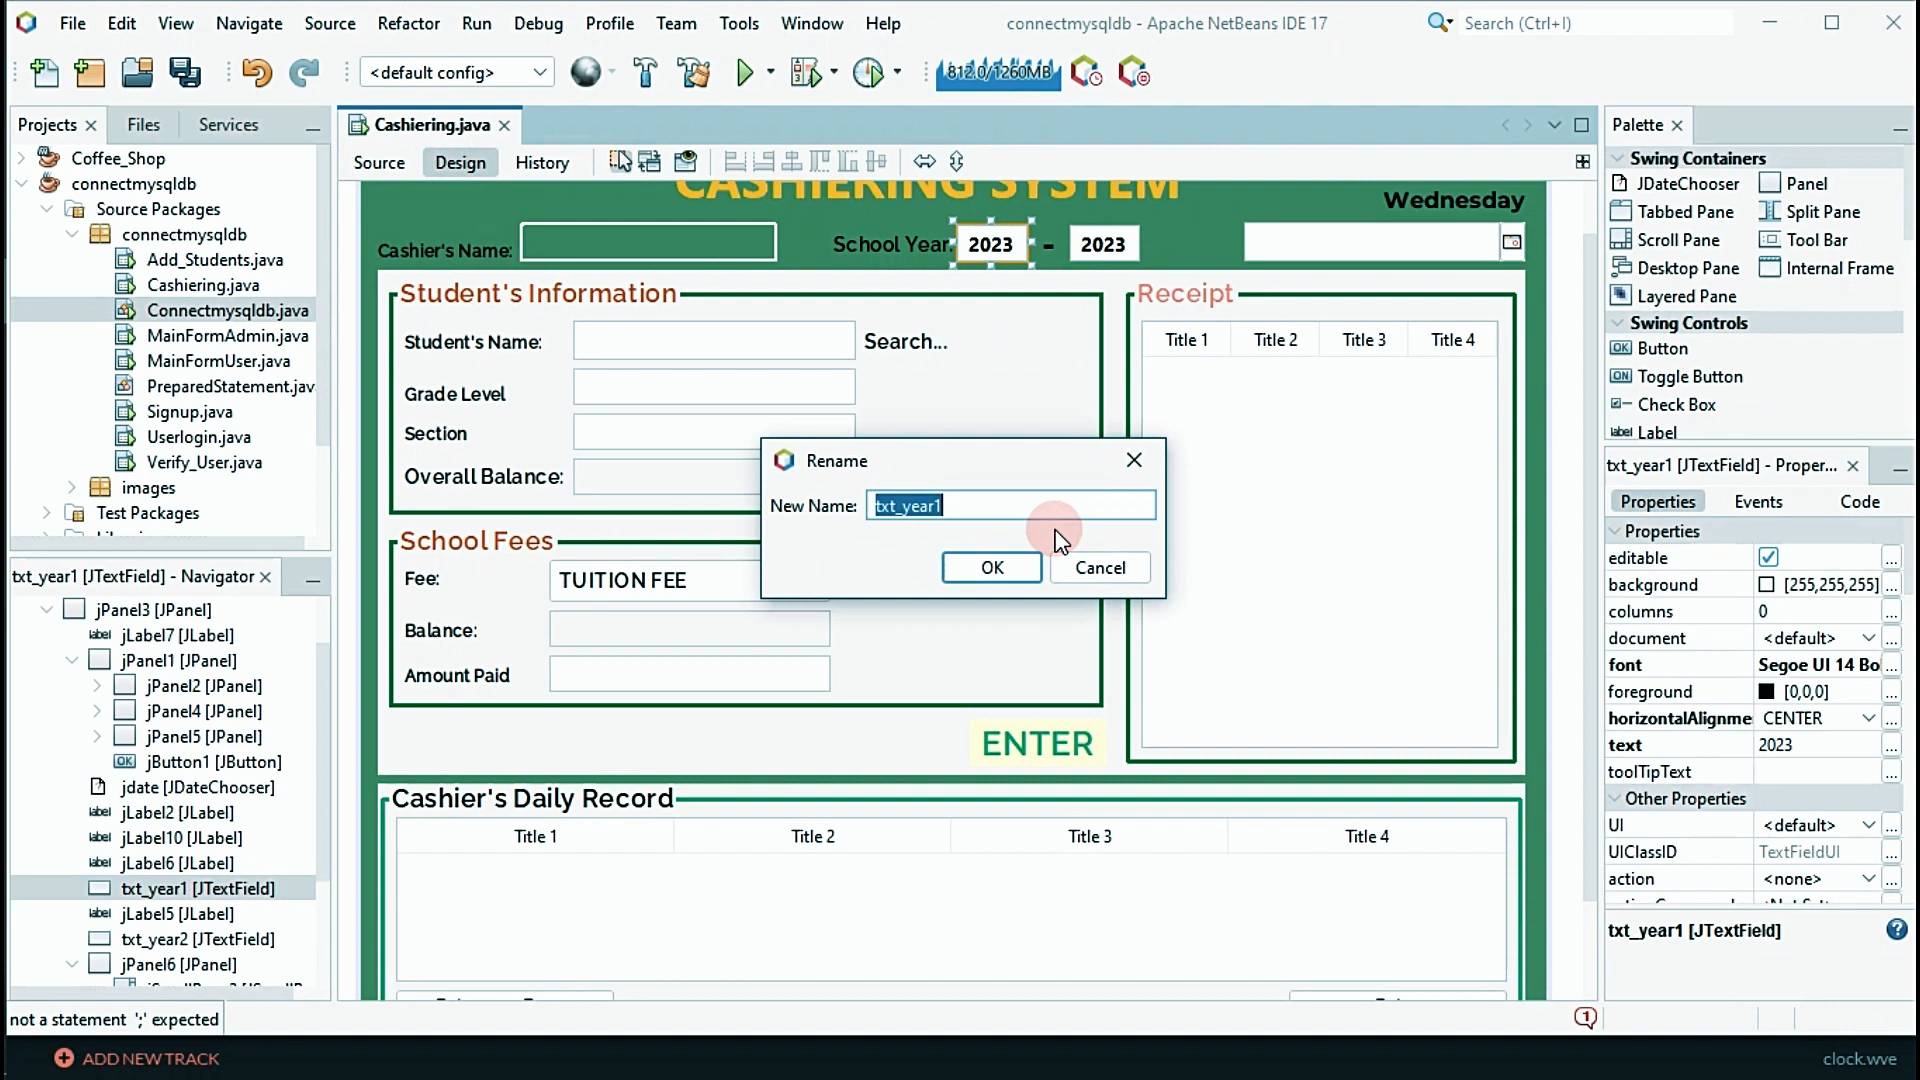 File Edit View Navigate Source Refactor Run Debug Profile Team Tools Window Help
connectmysqldb - Apache NetBeans IDE 17
Search (Ctrl+I)
<default config>
812.0/1260MB
Projects
Files
Services
Coffee_Shop
connectmysqldb
Source Packages
connectmysqldb
Add_Students.java
Cashiering.java
Connectmysqldb.java
MainFormAdmin.java
MainFormUser.java
PreparedStatement.jav
Signup.java
Userlogin.java
Verify_User.java
images
Test Packages
txt_year1 [JTextField] - Navigator
jPanel3 [JPanel]
jLabel7 [JLabel]
jPanel1 [JPanel]
jPanel2 [JPanel]
jPanel4 [JPanel]
jPanel5 [JPanel]
jButton1 [JButton]
jdate [JDateChooser]
jLabel2 [JLabel]
jLabel10 [JLabel]
jLabel6 [JLabel]
txt_year1 [JTextField]
jLabel5 [JLabel]
txt_year2 [JTextField]
jPanel6 [JPanel]
not a statement ';' expected
Cashiering.java
Source Design History
CASHIERING SYSTEM
Wednesday
Cashier's Name:
School Year
2023 - 2023
Student's Information
Student's Name:
Search...
Grade Level
Section
Overall Balance:
School Fees
Fee:
TUITION FEE
Balance:
Amount Paid
ENTER
Receipt
Title 1 Title 2 Title 3 Title 4
Rename
New Name: txt_year1
OK Cancel
Cashier's Daily Record
Title 1 Title 2 Title 3 Title 4
Palette
Swing Containers
JDateChooser Panel
Tabbed Pane Split Pane
Scroll Pane Tool Bar
Desktop Pane Internal Frame
Layered Pane
Swing Controls
OK Button
ON Toggle Button
Check Box
label Label
txt_year1 [JTextField] - Proper...
Properties Events Code
Properties
editable
background [255,255,255] ...
columns 0 ...
document <default> ...
font Segoe UI 14 Bo ...
foreground [0,0,0] ...
horizontalAlignme CENTER ...
text 2023 ...
toolTipText ...
Other Properties
UI <default> ...
UIClassID TextFieldUI ...
action <none> ...
txt_year1 [JTextField]
ADD NEW TRACK
clock.wve